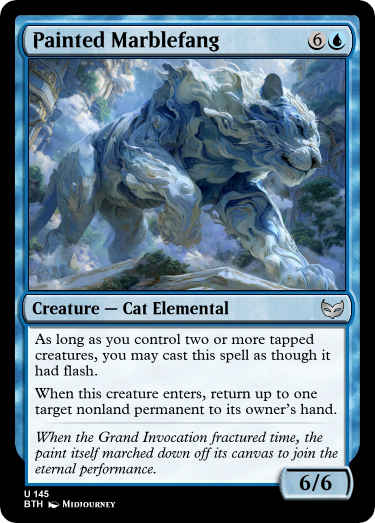 Painted Marblefang 6
Creature — Cat Elemental
As long as you control two or more tapped
creatures, you may cast this spell as though it
had flash.
When this creature enters, return up to one
target nonland permanent to its owner's hand.
When the Grand Invocation fractured time, the
paint itself marched down off its canvas to join the
eternal performance.
6/6
U 145
BTH Midjourney